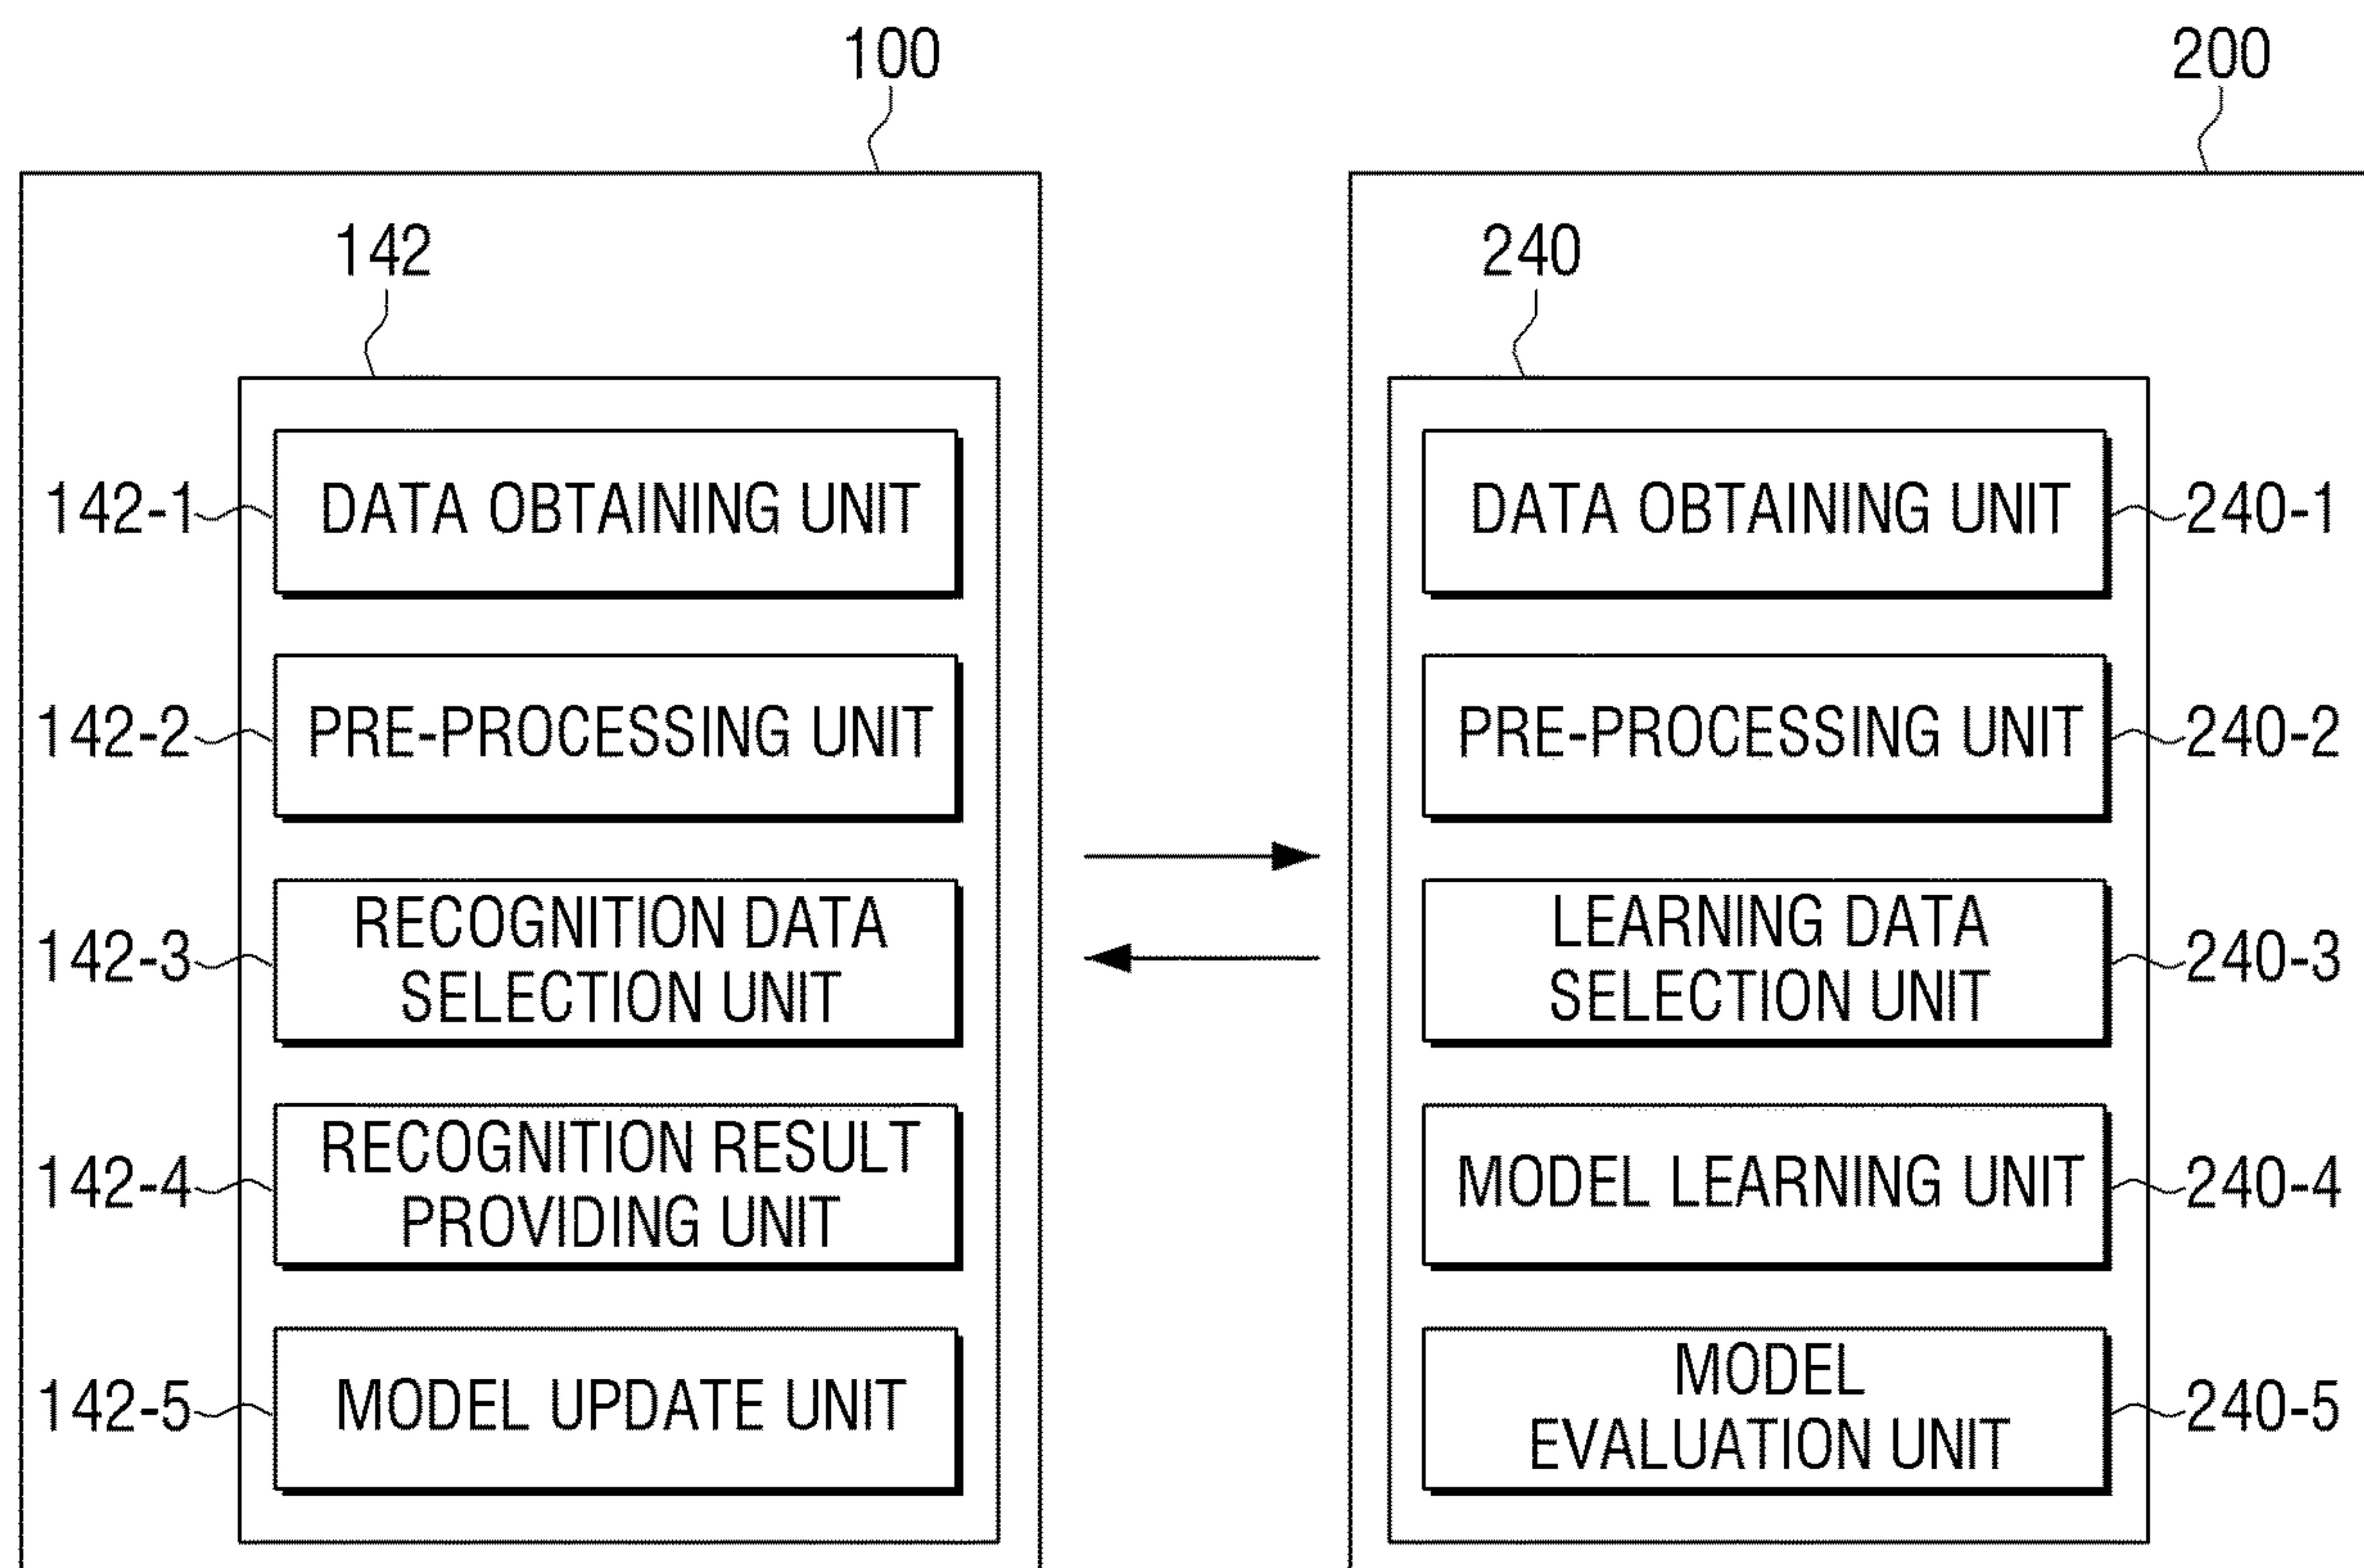 100
200
142
240
142-1
DATA OBTAINING UNIT
DATA OBTAINING UNIT
240-1
142-2
PRE-PROCESSING UNIT
PRE-PROCESSING UNIT
240-2
142-3
RECOGNITION DATA
SELECTION UNIT
LEARNING DATA
SELECTION UNIT
240-3
142-4
RECOGNITION RESULT
PROVIDING UNIT
MODEL LEARNING UNIT
240-4
142-5
MODEL UPDATE UNIT
MODEL
EVALUATION UNIT
240-5